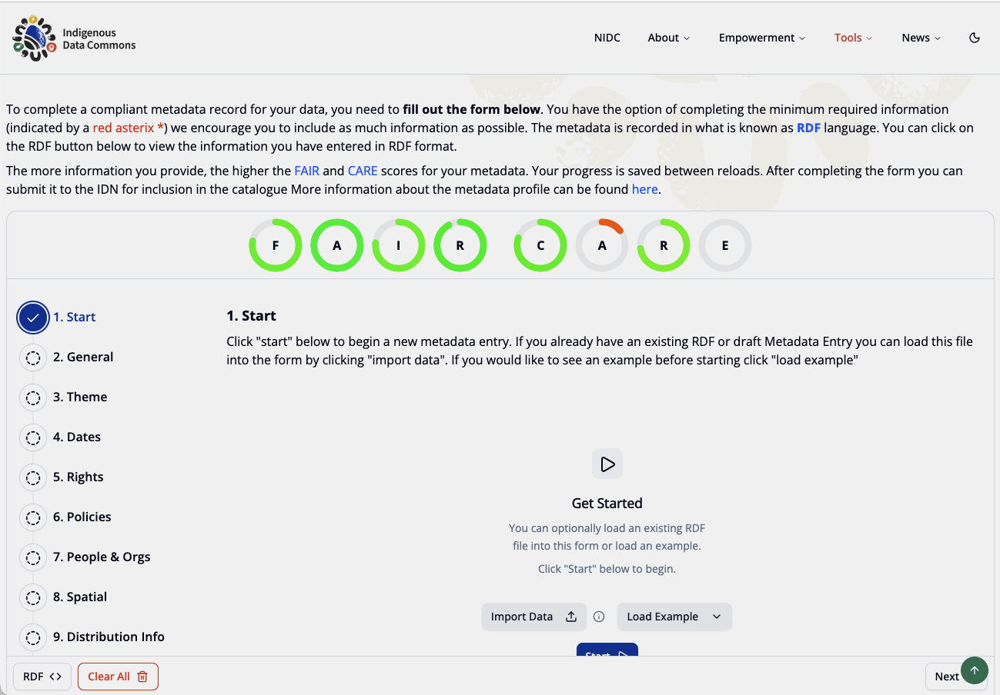 Indigenous
Data Commons
NIDC
About
Empowerment
Tools
News
To complete a compliant metadata record for your data, you need to fill out the form below. You have the option of completing the minimum required information
(indicated by a red asterix *) we encourage you to include as much information as possible. The metadata is recorded in what is known as RDF language. You can click on
the RDF button below to view the information you have entered in RDF format.
The more information you provide, the higher the FAIR and CARE scores for your metadata. Your progress is saved between reloads. After completing the form you can
submit it to the IDN for inclusion in the catalogue More information about the metadata profile can be found here.
F A I R C A R E
1. Start
2. General
3. Theme
4. Dates
5. Rights
6. Policies
7. People & Orgs
8. Spatial
9. Distribution Info
1. Start
Click "start" below to begin a new metadata entry. If you already have an existing RDF or draft Metadata Entry you can load this file
into the form by clicking "import data". If you would like to see an example before starting click "load example"
Get Started
You can optionally load an existing RDF
file into this form or load an example.
Click "Start" below to begin.
Import Data
Load Example
Start
RDF <>
Clear All
Next